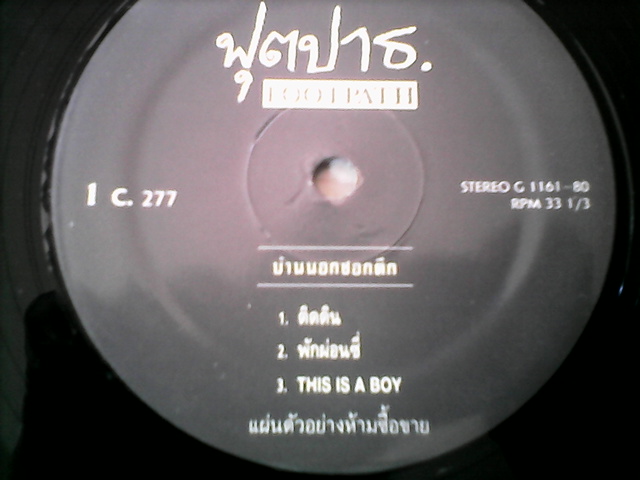 ฟุตปาธ.
FOOTPATH
1 C. 277
STEREO G 1161-80
RPM 33 1/3
บ้านนอกซอกตึก
1. ติดดิน
2. พักผ่อนซี่
3. THIS IS A BOY
แผ่นตัวอย่างห้ามซื้อขาย